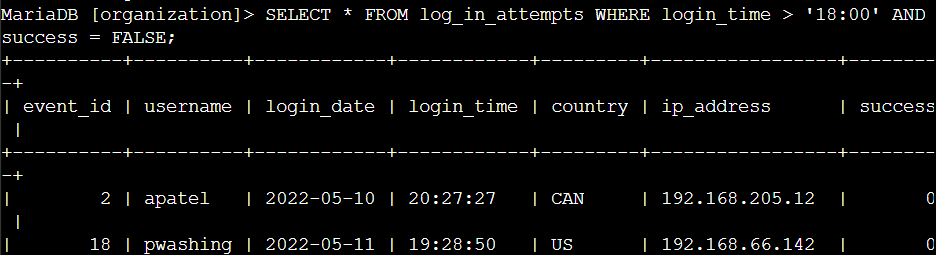 MariaDB [organization]> SELECT * FROM log_in_attempts WHERE login_time > '18:00' AND
success = FALSE;
+----------+----------+------------+------------+---------+-----------------+--------
-+
| event_id | username | login_date | login_time | country | ip_address      | success
 |
+----------+----------+------------+------------+---------+-----------------+--------
-+
|        2 | apatel   | 2022-05-10 | 20:27:27   | CAN     | 192.168.205.12  |       0
 |
|       18 | pwashing | 2022-05-11 | 19:28:50   | US      | 192.168.66.142  |       0